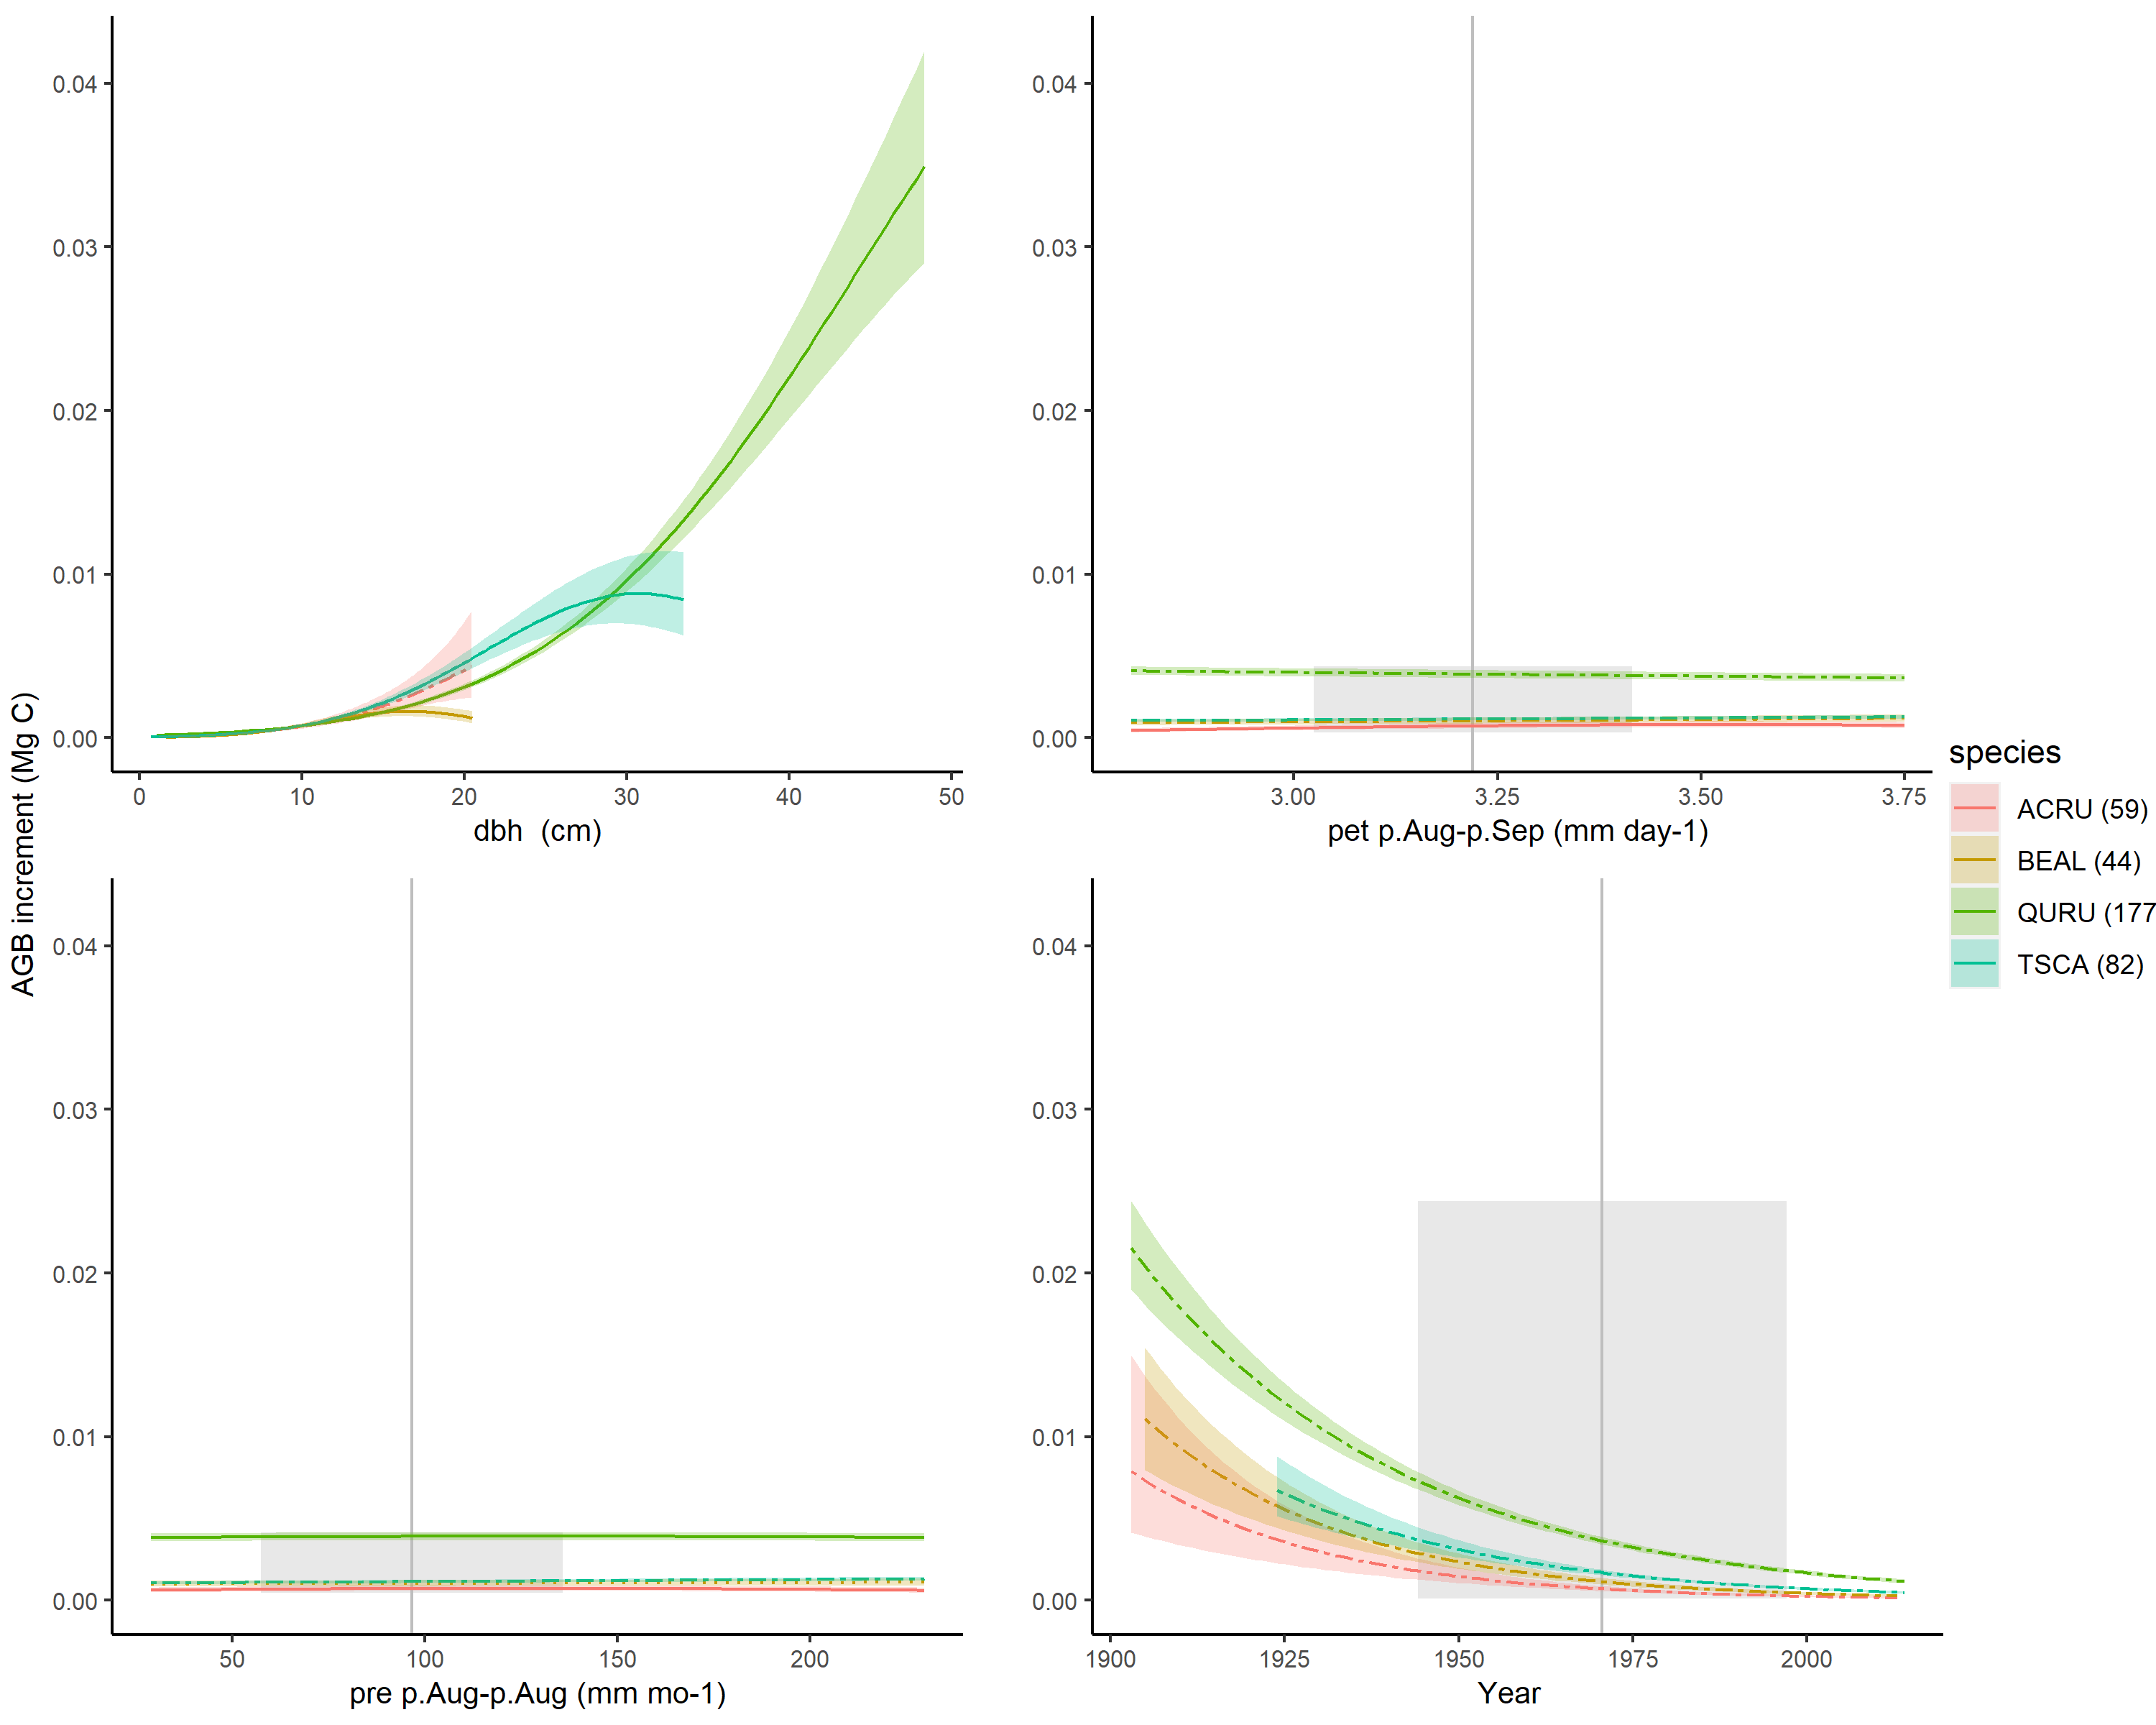 AGB increment (Mg C)
0.04
0.03
0.02
0.01
0.00
0 10 20 30 40 50
dbh (cm)
0.04
0.03
0.02
0.01
0.00
3.00 3.25 3.50 3.75
pet p.Aug-p.Sep (mm day-1)
0.04
0.03
0.02
0.01
0.00
50 100 150 200
pre p.Aug-p.Aug (mm mo-1)
0.04
0.03
0.02
0.01
0.00
1900 1925 1950 1975 2000
Year
species
ACRU (59)
BEAL (44)
QURU (177
TSCA (82)